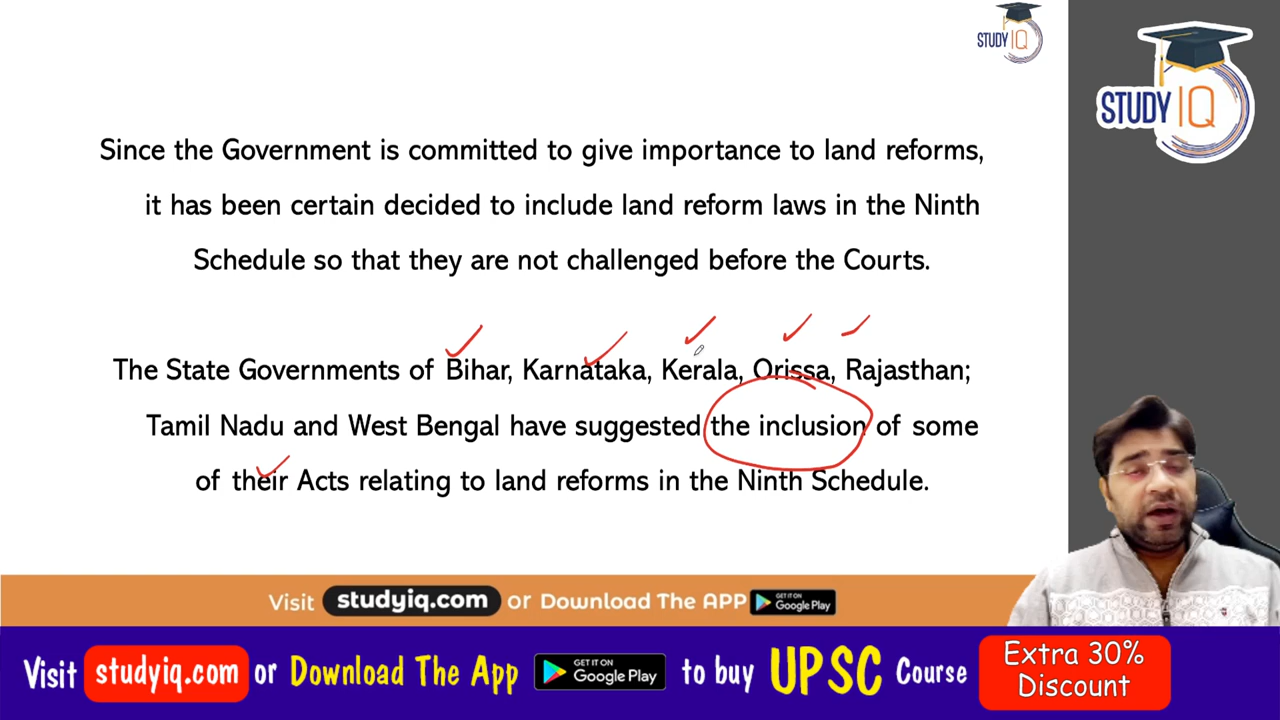 STUDY IQ
STUDY IQ
Since the Government is committed to give importance to land reforms,
it has been certain decided to include land reform laws in the Ninth
Schedule so that they are not challenged before the Courts.
The State Governments of Bihar, Karnataka, Kerala, Orissa, Rajasthan;
Tamil Nadu and West Bengal have suggested the inclusion of some
of their Acts relating to land reforms in the Ninth Schedule.
Visit studyiq.com or Download The APP GET IT ON Google Play
Visit studyiq.com or Download The App GET IT ON Google Play to buy UPSC Course
Extra 30%
Discount